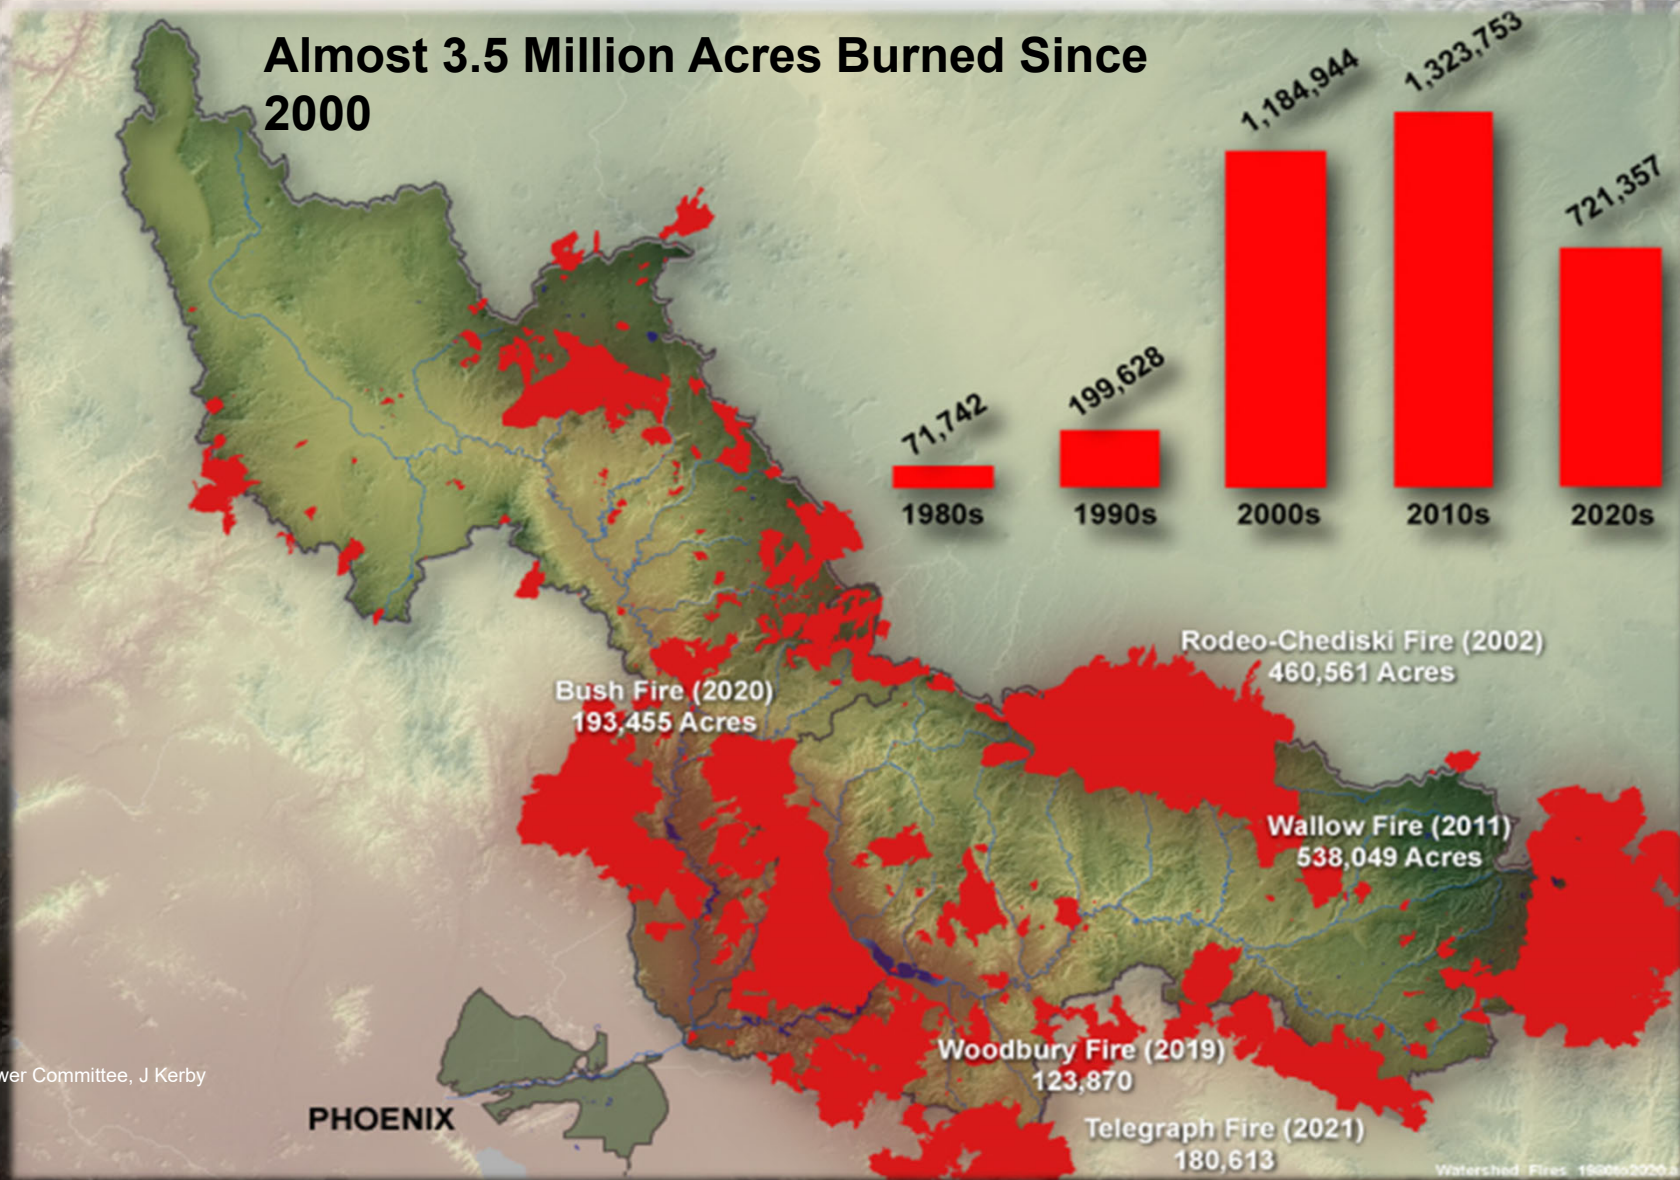 Almost 3.5 Million Acres Burned Since
2000
71,742
199,628
1,184,944
1,323,753
721,357
1980s
1990s
2000s
2010s
2020s
Rodeo-Chediski Fire (2002)
460,561 Acres
Bush Fire (2020)
193,455 Acres
Wallow Fire (2011)
538,049 Acres
Woodbury Fire (2019)
123,870
Telegraph Fire (2021)
180,613
PHOENIX
Committee, J Kerby
Watershed Fires